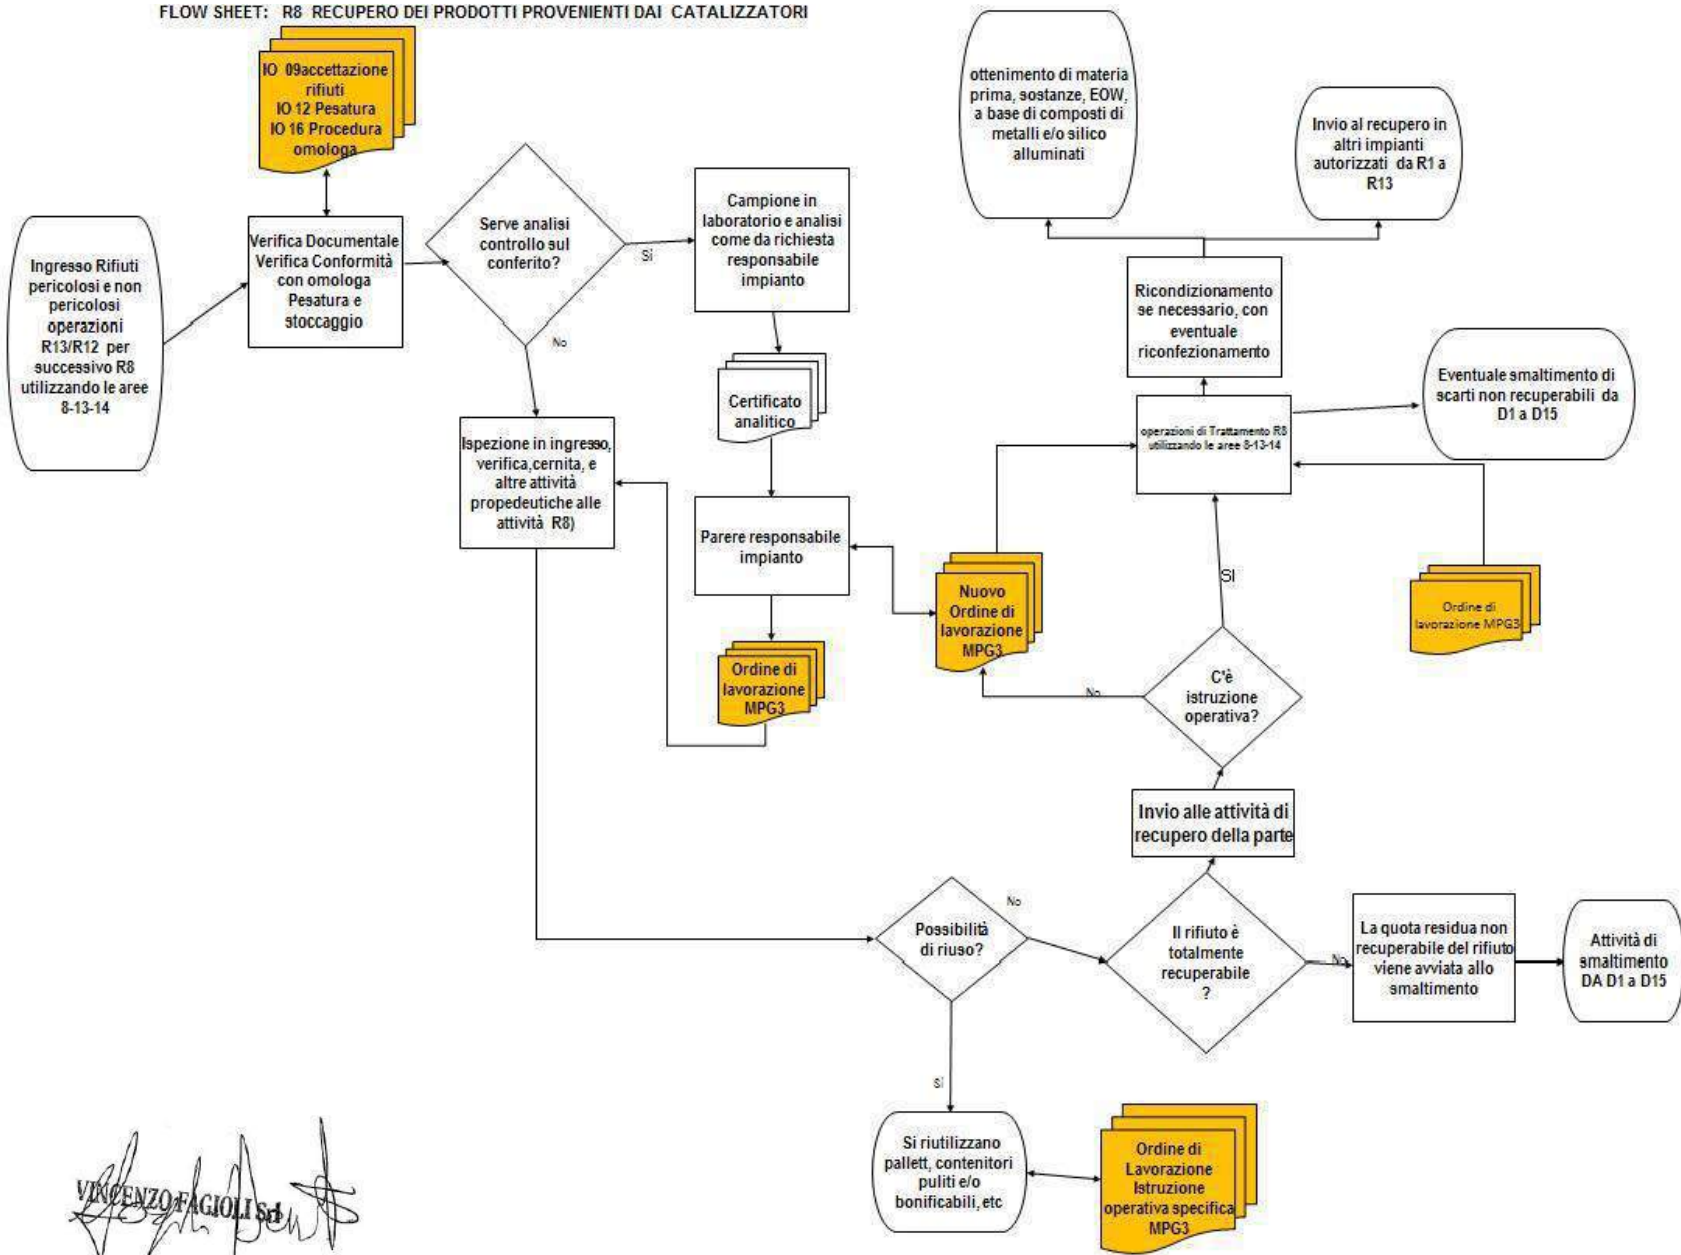 FLOW SHEET: R8 RECUPERO DEI PRODOTTI PROVENIENTI DAI CATALIZZATORI
IO 09accettazione
rifiuti
IO 12 Pesatura
IO 16 Procedura
omologa
Ingresso Rifiuti
pericolosi e non
pericolosi
operazioni
R13/R12 per
successivo R8
utilizzando le aree
8-13-14
Verifica Documentale
Verifica Conformità
con omologa
Pesatura e
stoccaggio
Serve analisi
controllo sul
conferito?
Si
No
Campione in
laboratorio e analisi
come da richiesta
responsabile
impianto
Certificato
analitico
Ispezione in ingresso,
verifica,cernita, e
altre attività
propedeutiche alle
attività R8)
Parere responsabile
impianto
Ordine di
lavorazione
MPG3
ottenimento di materia
prima, sostanze, EOW,
a base di composti di
metalli e/o silico
alluminati
Invio al recupero in
altri impianti
autorizzati da R1 a
R13
Ricondizionamento
se necessario, con
eventuale
riconfezionamento
Eventuale smaltimento di
scarti non recuperabili da
D1 a D15
operazioni di Trattamento R8
utilizzando le aree 8-13-14
Nuovo
Ordine di
lavorazione
MPG3
SI
Ordine di
lavorazione MPG3
No
C'è
istruzione
operativa?
Invio alle attività di
recupero della parte
Possibilità
di riuso?
No
Il rifiuto è
totalmente
recuperabile
?
No
La quota residua non
recuperabile del rifiuto
viene avviata allo
smaltimento
Attività di
smaltimento
DA D1 a D15
Si
Si riutilizzano
pallett, contenitori
puliti e/o
bonificabili, etc
Ordine di
Lavorazione
Istruzione
operativa specifica
MPG3
VINCENZO FAGIOLI Srl